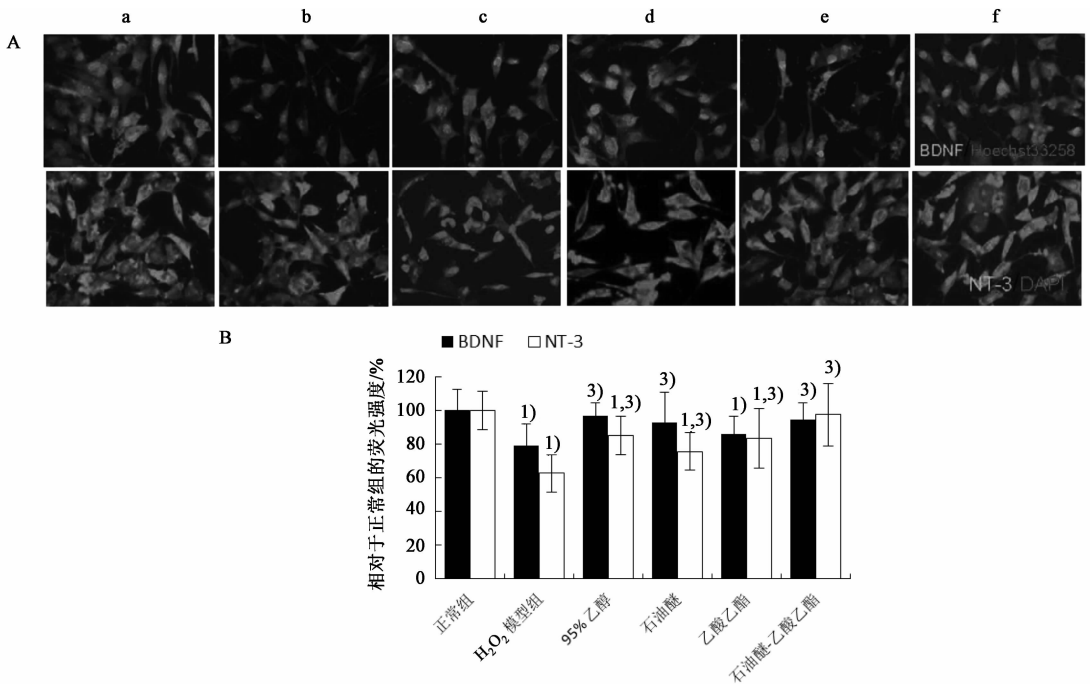 a b c d e f
A
BDNF Hoechst33258
NT-3 DAPI
B
BDNF NT-3
相对于正常组的荧光强度/%
120
100
80
60
40
20
0
1) 1) 3) 1,3) 3) 1,3) 1) 1,3) 3) 3)
正常组
H₂O₂ 模型组
95% 乙醇
石油醚
乙酸乙酯
石油醚-乙酸乙酯